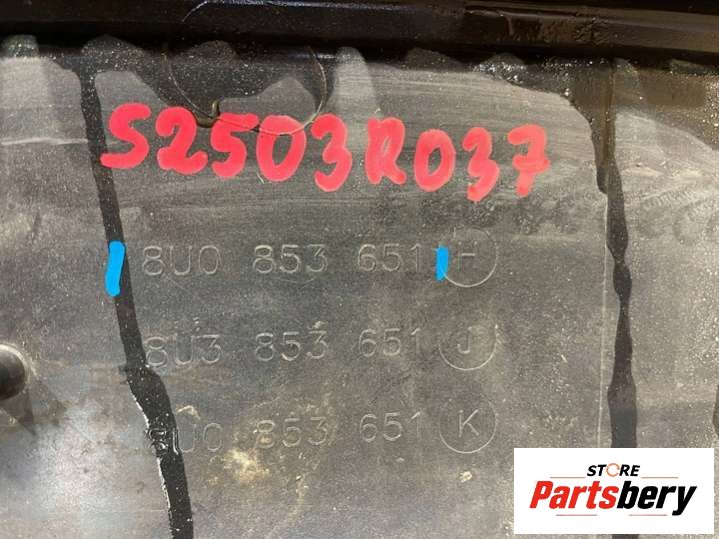 S2503R037
8U0 853 651 H
8U3 853 651 J
8U0 853 651 K
STORE
Partsbery